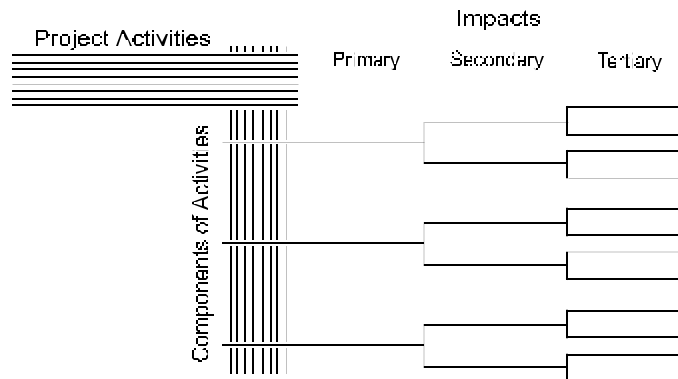 Impacts
Project Activities
Primary
Secondary
Tertiary
Components of Activities